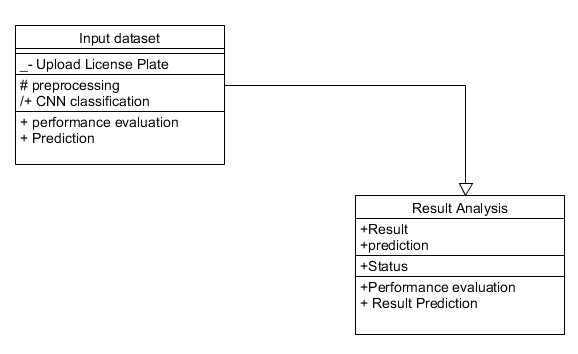 Input dataset
_- Upload License Plate
# preprocessing
/+ CNN classification
+ performance evaluation
+ Prediction
Result Analysis
+Result
+prediction
+Status
+Performance evaluation
+ Result Prediction